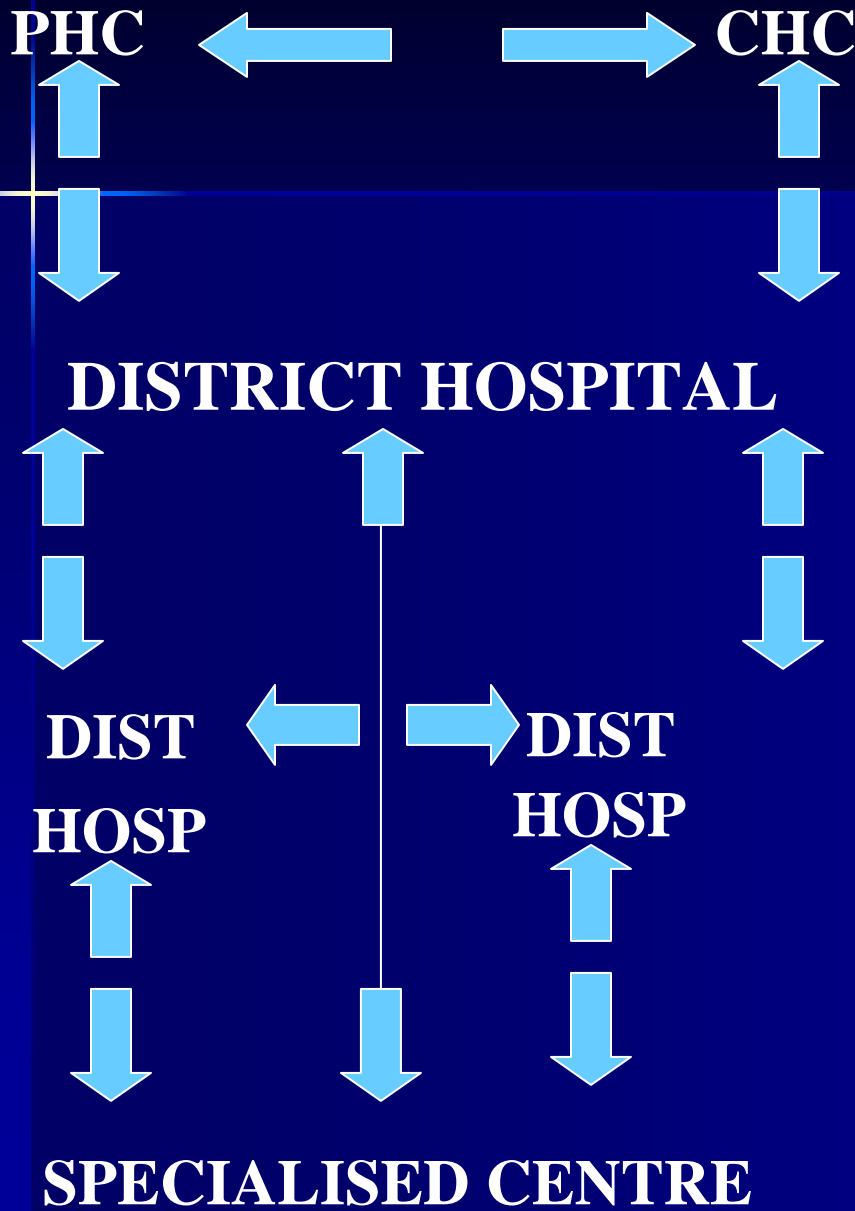 PHC CHC
DISTRICT HOSPITAL
DIST DIST
HOSP HOSP
SPECIALISED CENTRE